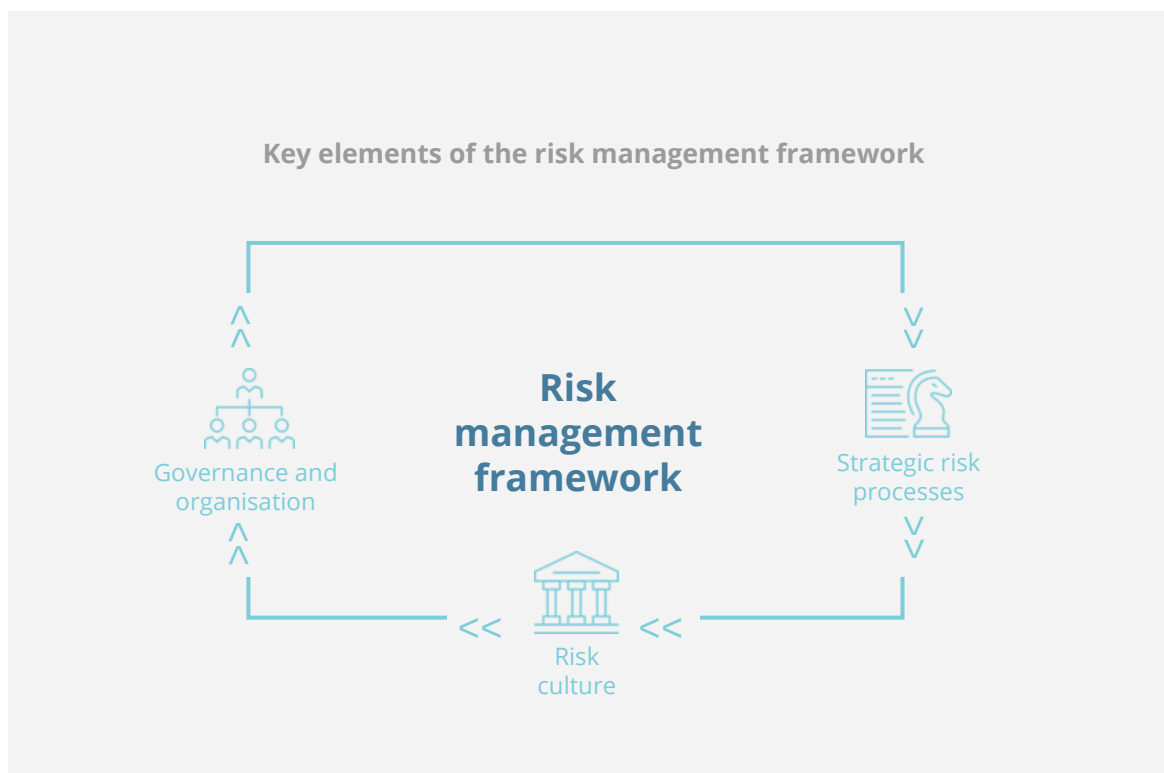 Key elements of the risk management framework
Risk
management
framework
Governance and
organisation
Strategic risk
processes
Risk
culture